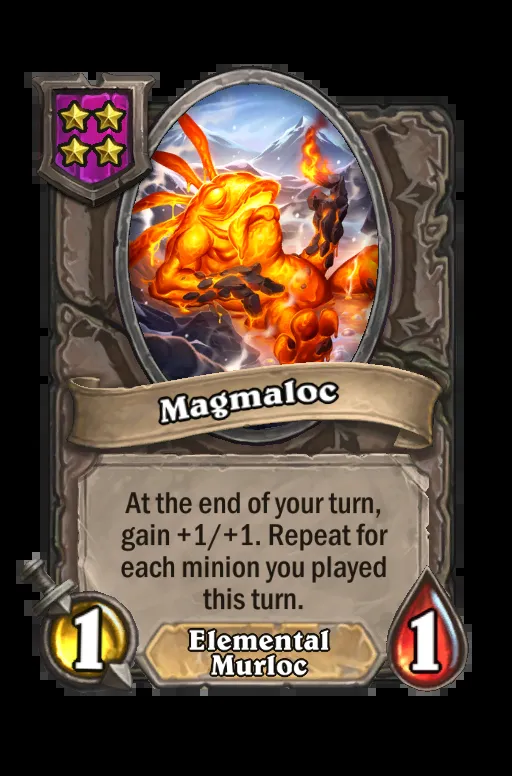 Magmaloc
At the end of your turn,
gain +1/+1. Repeat for
each minion you played
this turn.
1
Elemental
Murloc
1